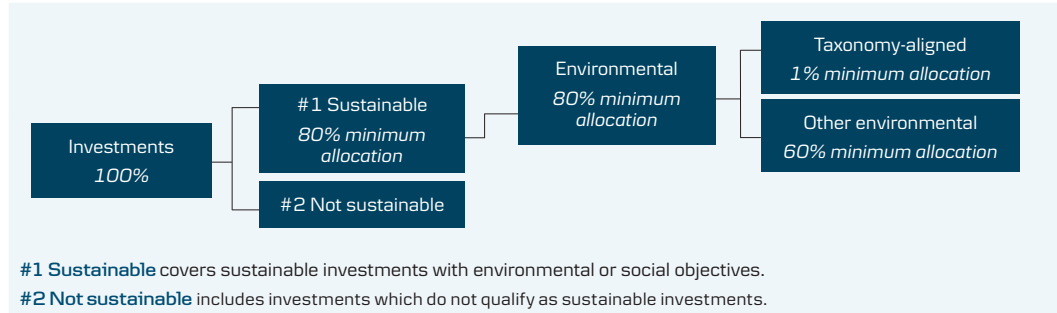 Investments
100%
#1 Sustainable
80% minimum
allocation
#2 Not sustainable
Environmental
80% minimum
allocation
Taxonomy-aligned
1% minimum allocation
Other environmental
60% minimum allocation
#1 Sustainable covers sustainable investments with environmental or social objectives.
#2 Not sustainable includes investments which do not qualify as sustainable investments.